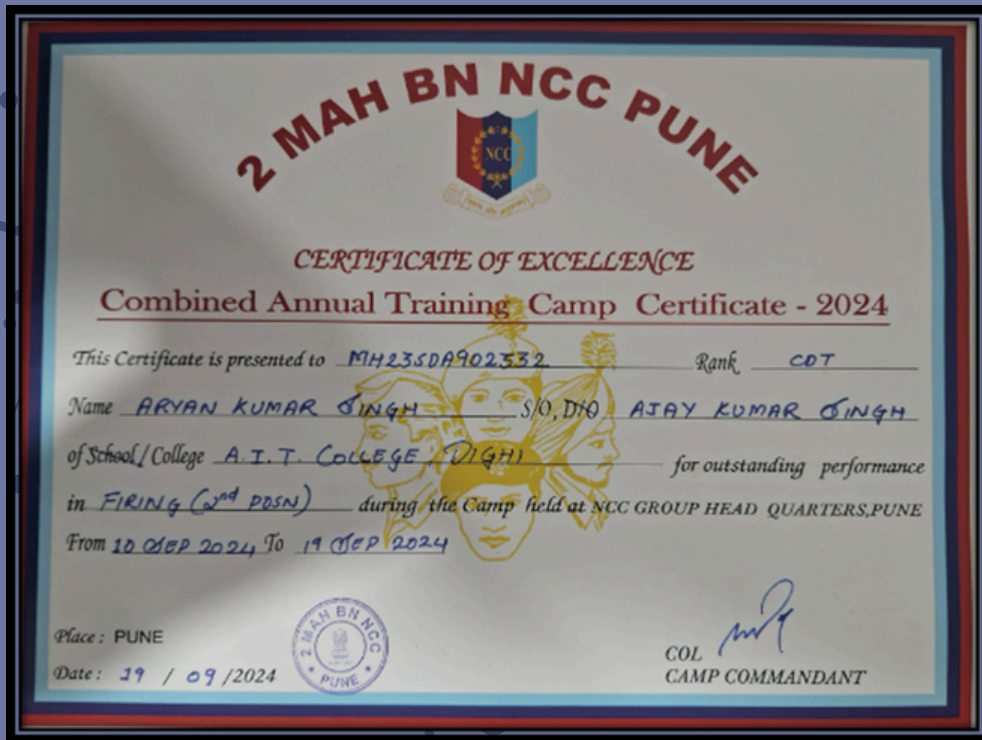 2 MAH BN NCC PUNE
NCC
CERTIFICATE OF EXCELLENCE
Combined Annual Training Camp Certificate - 2024
This Certificate is presented to MH23SDA902332 Rank CDT
Name ARYAN KUMAR SINGH S/O, D/O AJAY KUMAR SINGH
of School / College A.I.T. COLLEGE, DIGHI for outstanding performance
in FIRING (2nd POSN) during the Camp held at NCC GROUP HEAD QUARTERS,PUNE
From 10 SEP 2024 To 19 SEP 2024
Place : PUNE
Date : 19 / 09 /2024
2 MAH BN NCC
PUNE
COL
CAMP COMMANDANT